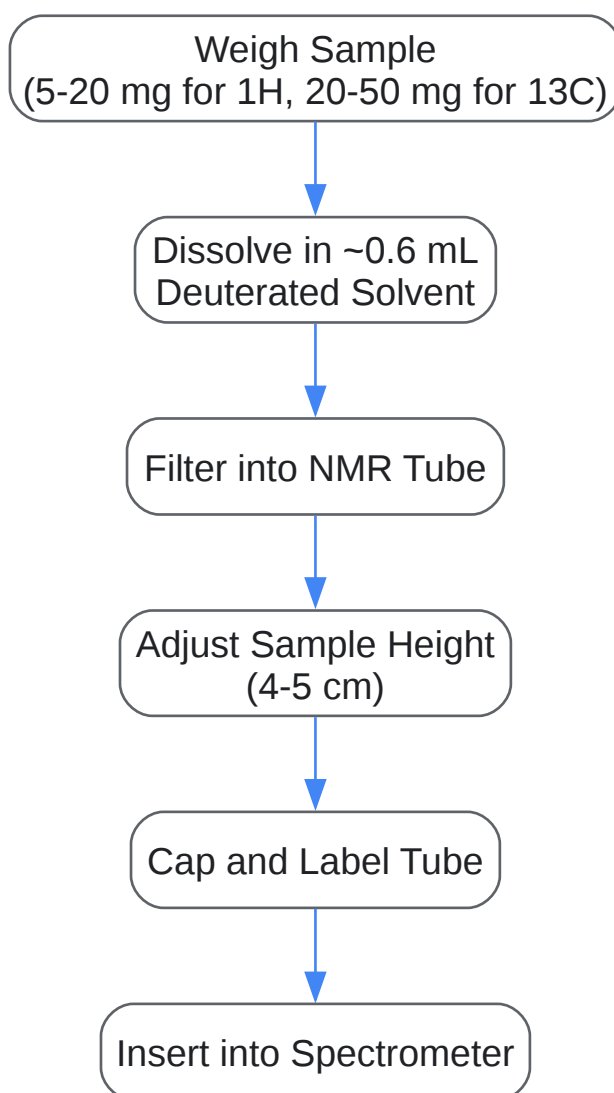 Weigh Sample
(5-20 mg for 1H, 20-50 mg for 13C)
Dissolve in ~0.6 mL
Deuterated Solvent
Filter into NMR Tube
Adjust Sample Height
(4-5 cm)
Cap and Label Tube
Insert into Spectrometer